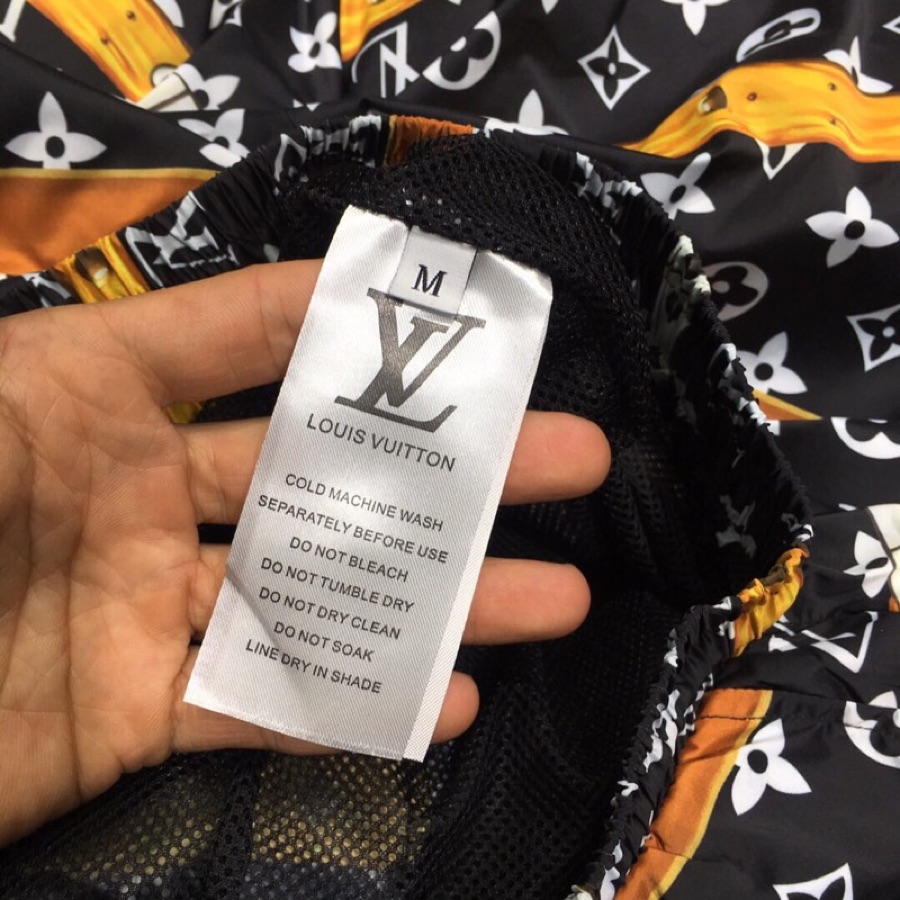 M
LV
LOUIS VUITTON
COLD MACHINE WASH
SEPARATELY BEFORE USE
DO NOT BLEACH
DO NOT TUMBLE DRY
DO NOT DRY CLEAN
DO NOT SOAK
LINE DRY IN SHADE